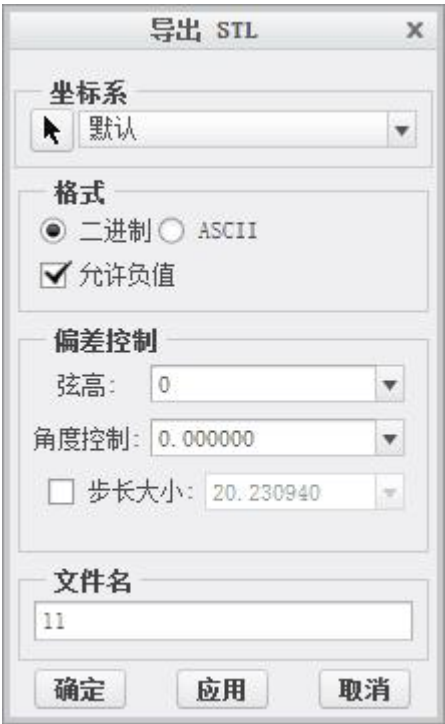 导出 STL
坐标系
默认
格式
二进制 ASCII
允许负值
偏差控制
弦高: 0
角度控制: 0.000000
步长大小: 20.230940
文件名
11
确定 应用 取消